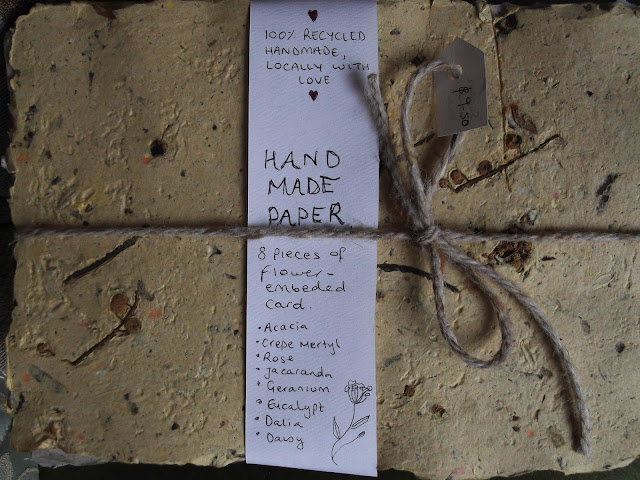 100% RECYCLED
HANDMADE,
LOCALLY WITH
LOVE
HAND
MADE
PAPER.
8 pieces of
flower-
embeded
card.
• Acacia
• Crepe Mertyl
• Rose
• jacaranda
• Geranium
• Eucalypt
• Dalia
• Daisy
$9.50